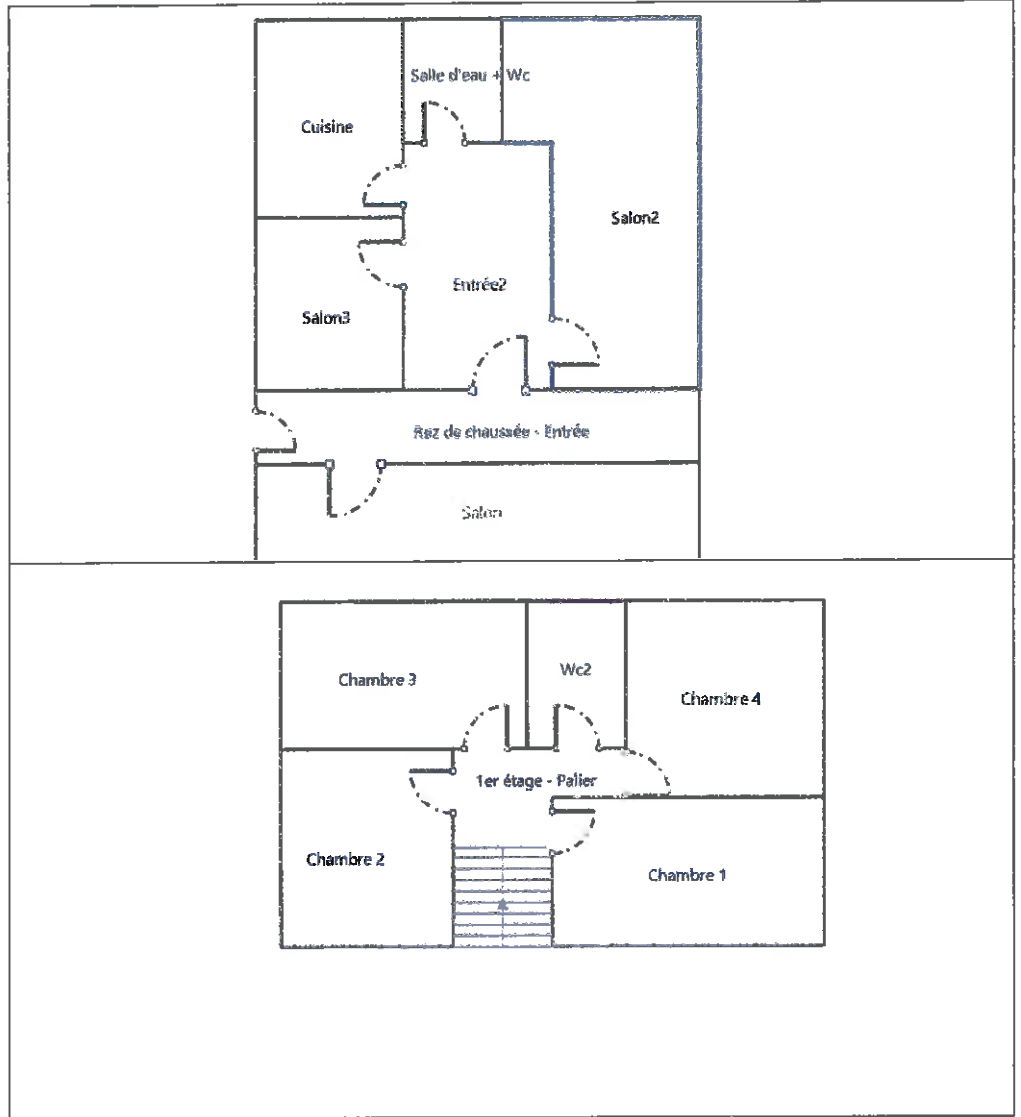 Salle d'eau + Wc
Cuisine
Salon2
Entrée2
Salon3
Rez de chaussée - Entrée
Salon
Chambre 3
Wc2
Chambre 4
1er étage - Palier
Chambre 2
Chambre 1